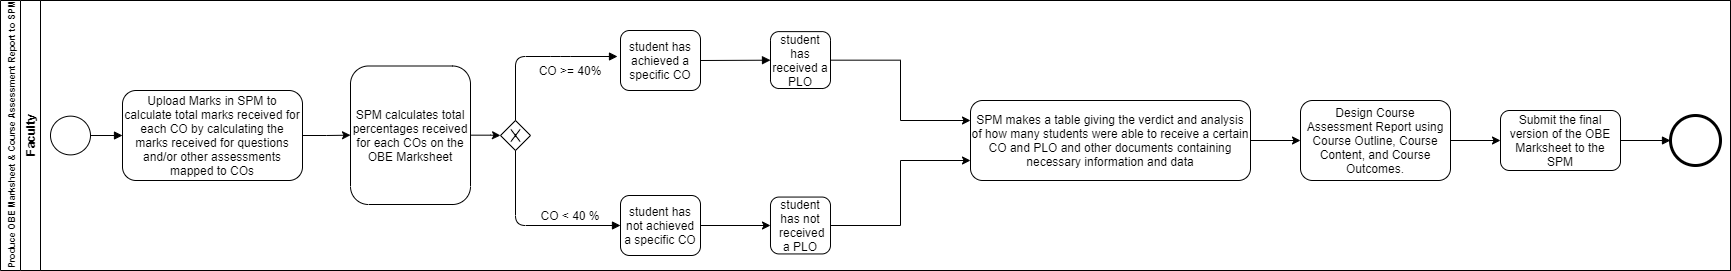 Produce OBE Marksheet & Course Assessment Report to SPM
Faculty
Upload Marks in SPM to
calculate total marks received for
each CO by calculating the
marks received for questions
and/or other assessments
mapped to COs
SPM calculates total
percentages received
for each COs on the
OBE Marksheet
X
CO >= 40%
student has
achieved a
specific CO
student
has
received a
PLO
CO < 40 %
student has
not achieved
a specific CO
student
has not
received
a PLO
SPM makes a table giving the verdict and analysis
of how many students were able to receive a certain
CO and PLO and other documents containing
necessary information and data
Design Course
Assessment Report using
Course Outline, Course
Content, and Course
Outcomes.
Submit the final
version of the OBE
Marksheet to the
SPM